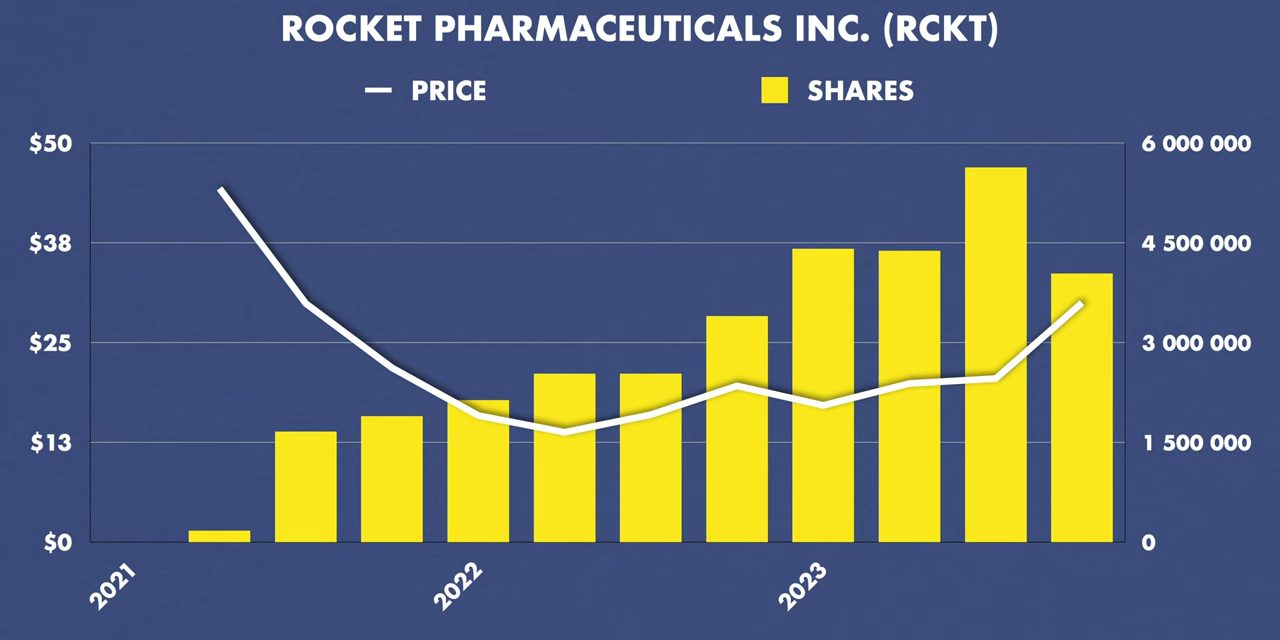 ROCKET PHARMACEUTICALS INC. (RCKT)
PRICE SHARES
$50 6 000 000
$38 4 500 000
$25 3 000 000
$13 1 500 000
$0 0
2021 2022 2023